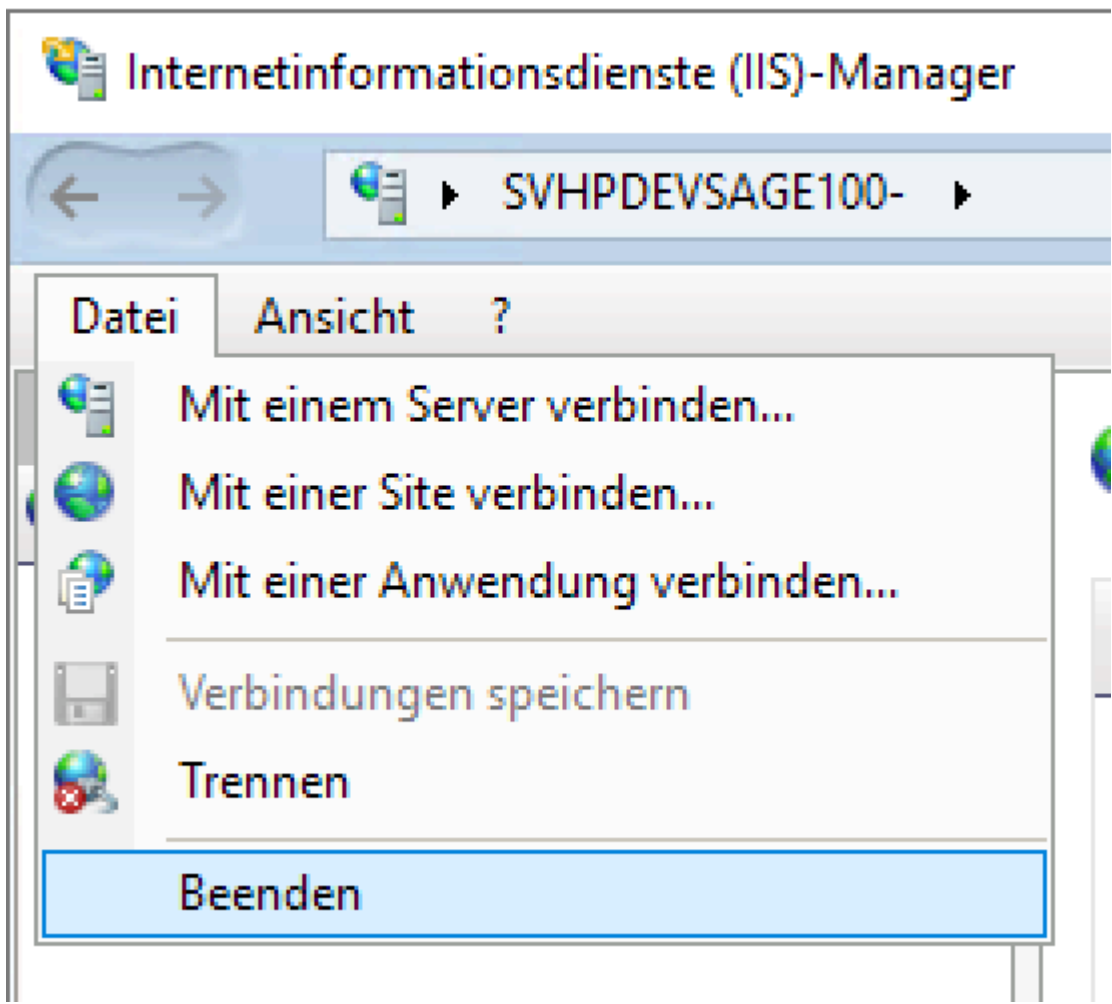 Internetinformationsdienste (IIS)-Manager
SVHPDEVSAGE100-
Datei Ansicht ?
Mit einem Server verbinden...
Mit einer Site verbinden...
Mit einer Anwendung verbinden...
Verbindungen speichern
Trennen
Beenden